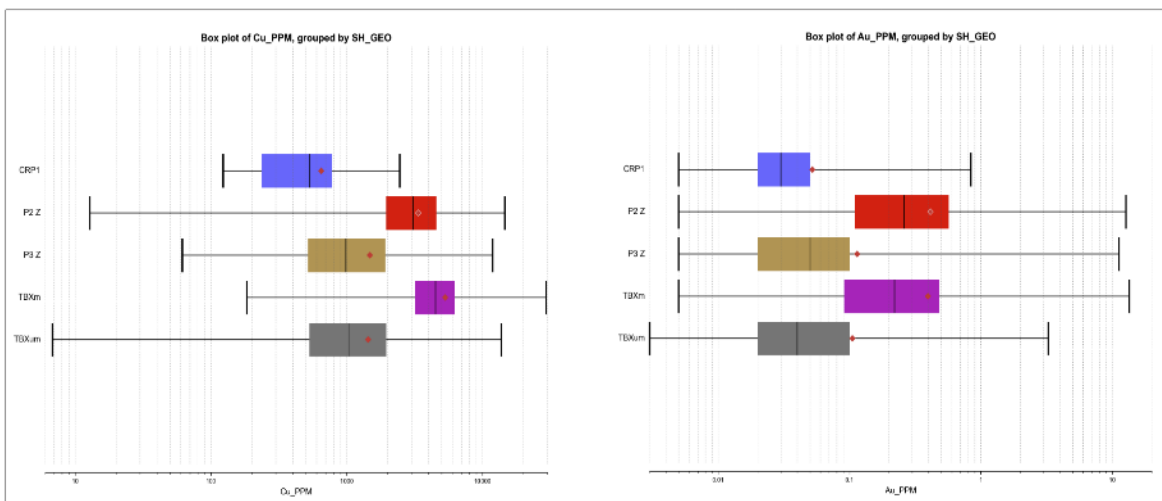 Box plot of Cu_PPM, grouped by SH_GEO
CRP1
P2 Z
P3 Z
TBXm
TBXum
10
100
1000
10000
Cu_PPM
Box plot of Au_PPM, grouped by SH_GEO
CRP1
P2 Z
P3 Z
TBXm
TBXum
0.01
0.1
1
10
Au_PPM